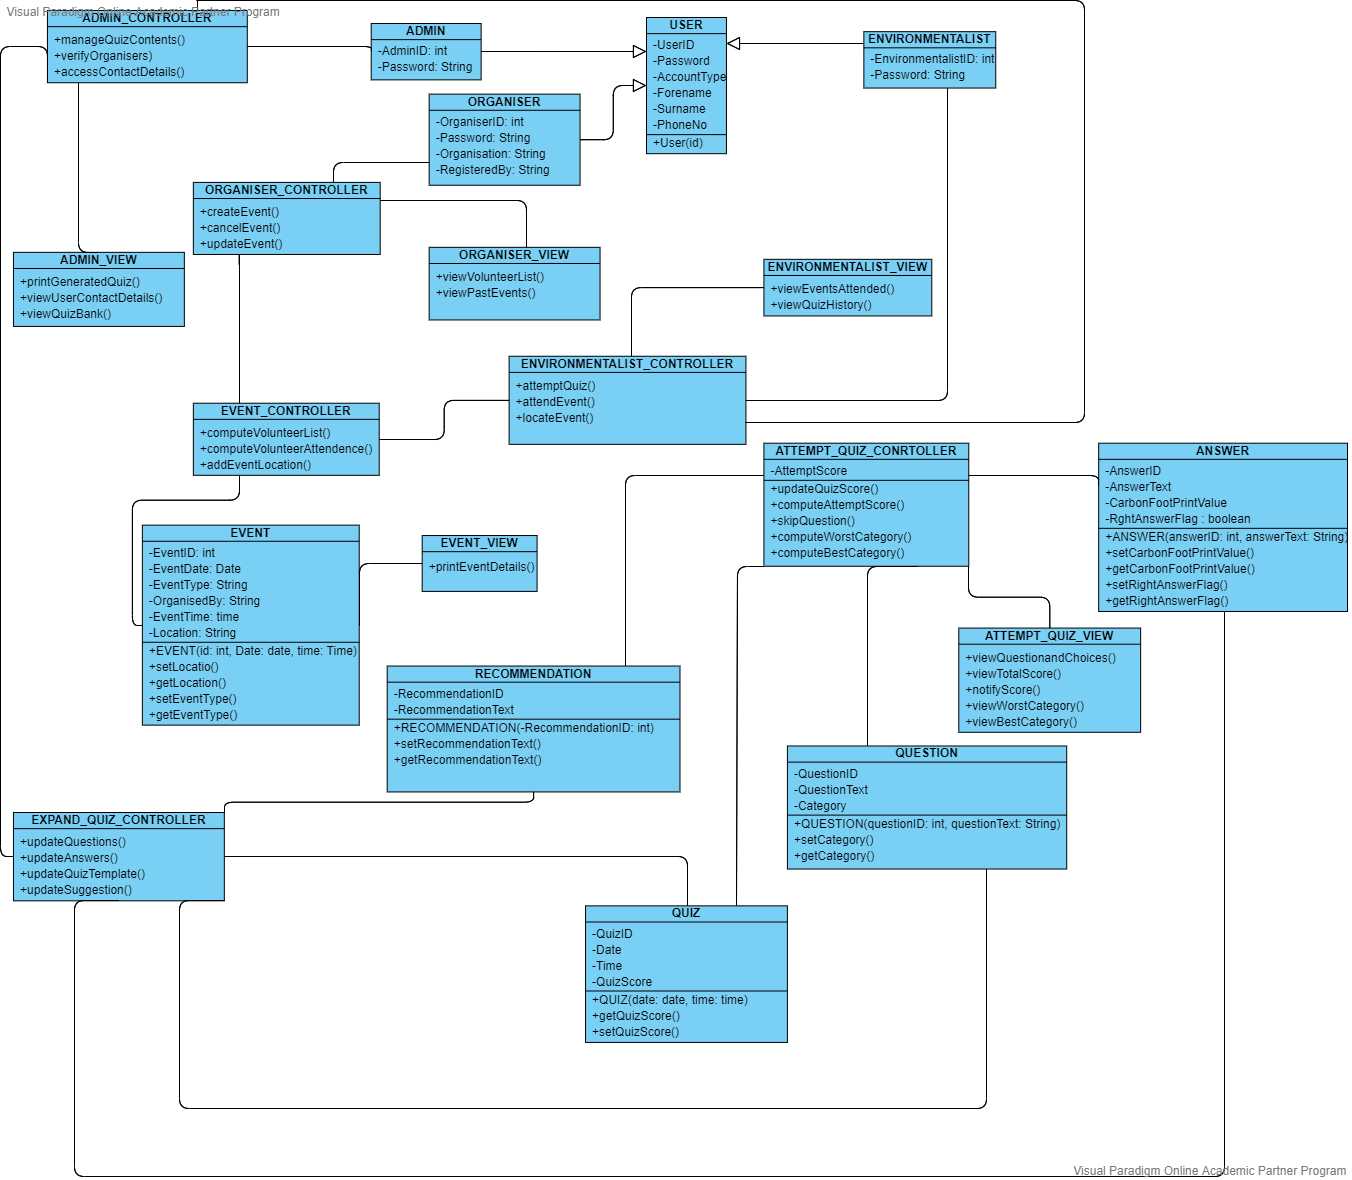 Visual Paradigm Online Academic Partner Program
ADMIN_CONTROLLER
+manageQuizContents()
+verifyOrganisers)
+accessContactDetails()
ADMIN
-AdminID: int
-Password: String
USER
-UserID
-Password
-AccountType
-Forename
-Surname
-PhoneNo
+User(id)
ENVIRONMENTALIST
-EnvironmentalistID: int
-Password: String
ORGANISER
-OrganiserID: int
-Password: String
-Organisation: String
-RegisteredBy: String
ORGANISER_CONTROLLER
+createEvent()
+cancelEvent()
+updateEvent()
ADMIN_VIEW
+printGeneratedQuiz()
+viewUserContactDetails()
+viewQuizBank()
ORGANISER_VIEW
+viewVolunteerList()
+viewPastEvents()
ENVIRONMENTALIST_VIEW
+viewEventsAttended()
+viewQuizHistory()
ENVIRONMENTALIST_CONTROLLER
+attemptQuiz()
+attendEvent()
+locateEvent()
EVENT_CONTROLLER
+computeVolunteerList()
+computeVolunteerAttendence()
+addEventLocation()
ATTEMPT_QUIZ_CONRTOLLER
-AttemptScore
+updateQuizScore()
+computeAttemptScore()
+skipQuestion()
+computeWorstCategory()
+computeBestCategory()
ANSWER
-AnswerID
-AnswerText
-CarbonFootPrintValue
-RghtAnswerFlag : boolean
+ANSWER(answerID: int, answerText: String)
+setCarbonFootPrintValue()
+getCarbonFootPrintValue()
+setRightAnswerFlag()
+getRightAnswerFlag()
EVENT
-EventID: int
-EventDate: Date
-EventType: String
-OrganisedBy: String
-EventTime: time
-Location: String
+EVENT(id: int, Date: date, time: Time)
+setLocatio()
+getLocation()
+setEventType()
+getEventType()
EVENT_VIEW
+printEventDetails()
ATTEMPT_QUIZ_VIEW
+viewQuestionandChoices()
+viewTotalScore()
+notifyScore()
+viewWorstCategory()
+viewBestCategory()
RECOMMENDATION
-RecommendationID
-RecommendationText
+RECOMMENDATION(-RecommendationID: int)
+setRecommendationText()
+getRecommendationText()
QUESTION
-QuestionID
-QuestionText
-Category
+QUESTION(questionID: int, questionText: String)
+setCategory()
+getCategory()
EXPAND_QUIZ_CONTROLLER
+updateQuestions()
+updateAnswers()
+updateQuizTemplate()
+updateSuggestion()
QUIZ
-QuizID
-Date
-Time
-QuizScore
+QUIZ(date: date, time: time)
+getQuizScore()
+setQuizScore()
Visual Paradigm Online Academic Partner Program